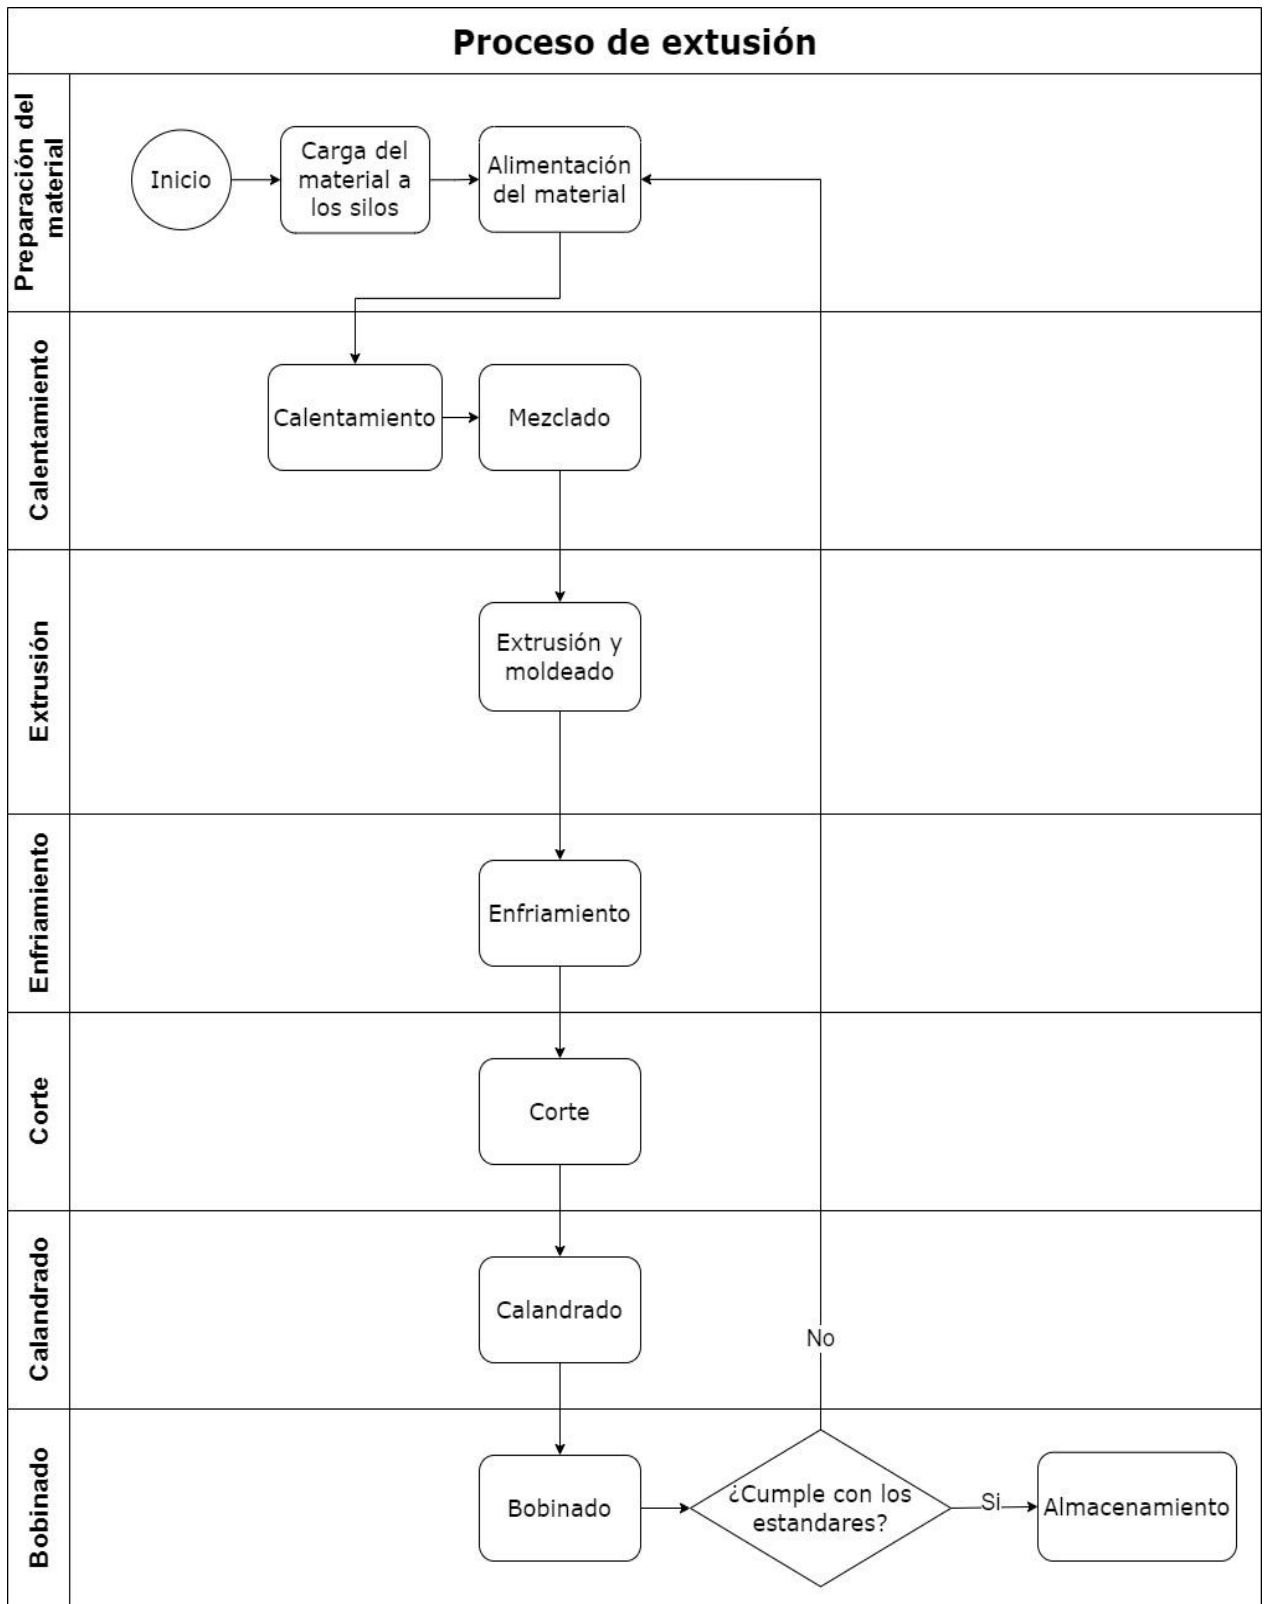 Proceso de extusión
Preparación del
material
Inicio
Carga del
material a
los silos
Alimentación
del material
Calentamiento
Calentamiento
Mezclado
Extrusión
Extrusión y
moldeado
Enfriamiento
Enfriamiento
Corte
Corte
Calandrado
Calandrado
No
Bobinado
Bobinado
¿Cumple con los
estandares?
Si
Almacenamiento